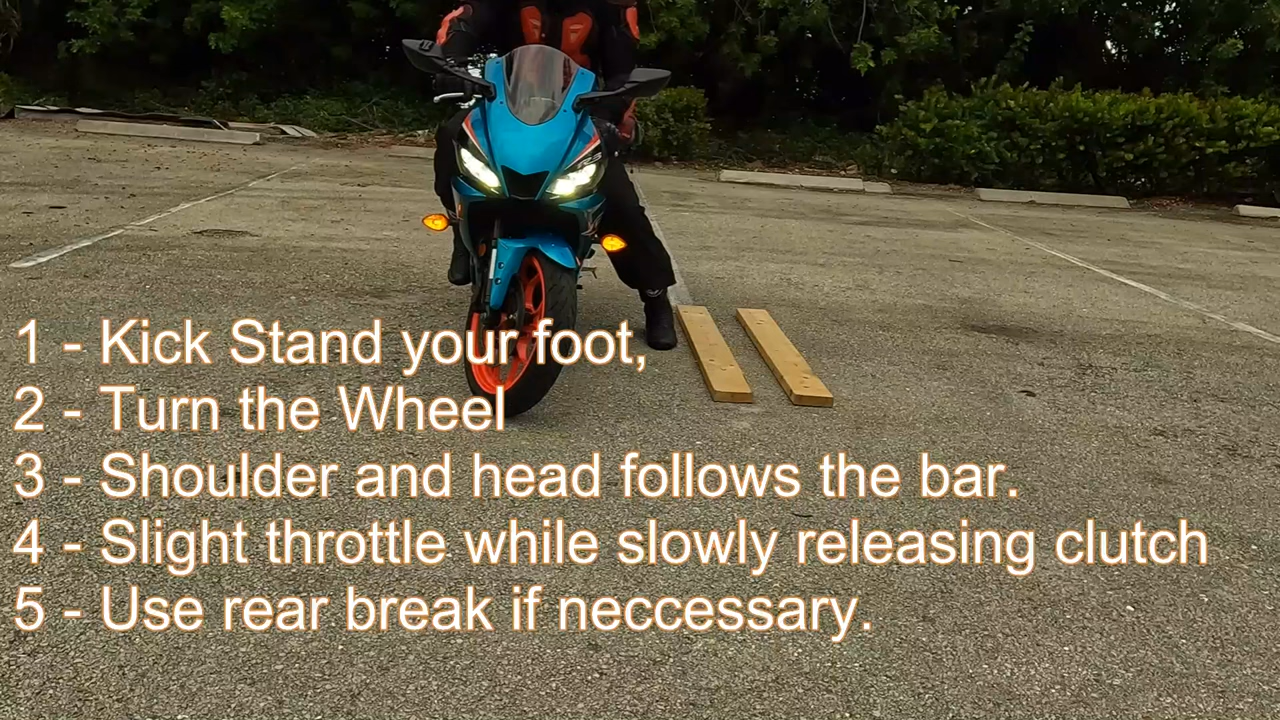 R3
1 - Kick Stand your foot,
2 - Turn the Wheel
3 - Shoulder and head follows the bar.
4 - Slight throttle while slowly releasing clutch
5 - Use rear break if neccessary.